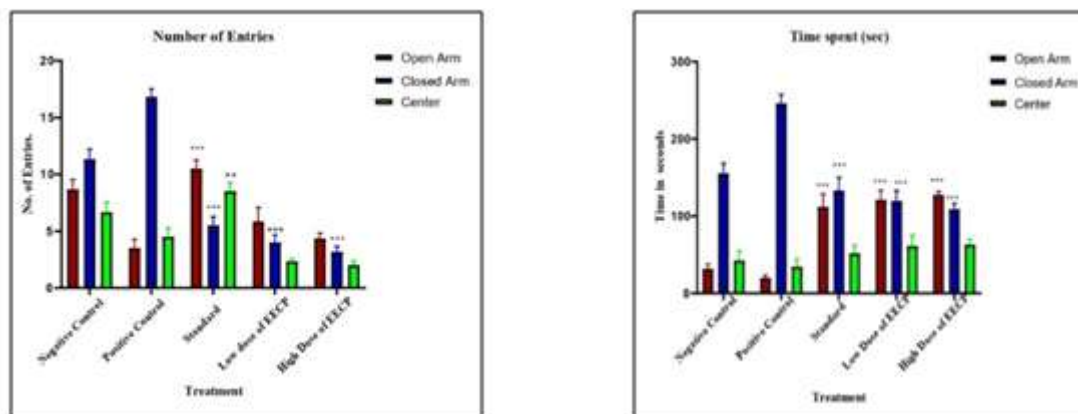 Number of Entries
Open Arm
Closed Arm
Center
20
15
10
5
0
No. of Entries.
***
***
**
***
***
Negative Control
Positive Control
Standard
Low dose of EECP
High Dose of EECP
Treatment
Time spent (sec)
Open Arm
Closed Arm
Center
300
200
100
0
Time in seconds
***
***
***
***
***
***
Negative Control
Positive Control
Standard
Low Dose of EECP
High Dose of EECP
Treatment